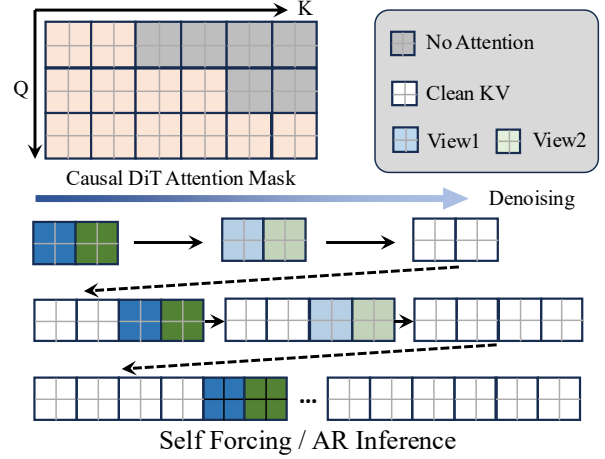 K
No Attention
Q
Clean KV
View1
View2
Causal DiT Attention Mask
Denoising
...
Self Forcing / AR Inference